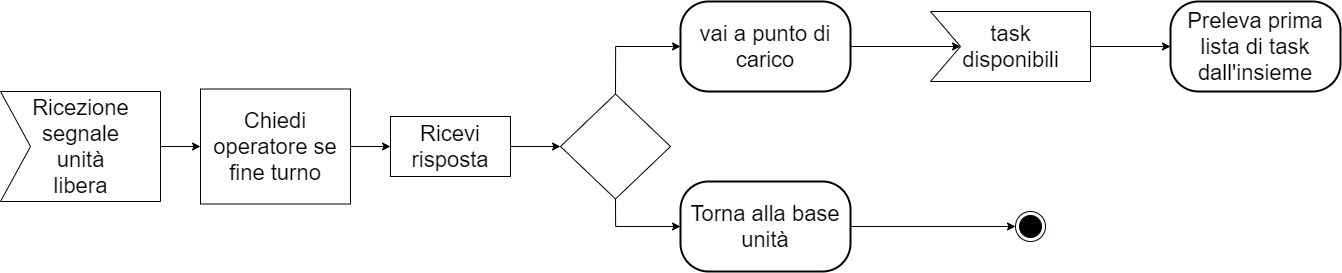 Ricezione
segnale
unità
libera
Chiedi
operatore se
fine turno
Ricevi
risposta
vai a punto di
carico
task
disponibili
Preleva prima
lista di task
dall'insieme
Torna alla base
unità